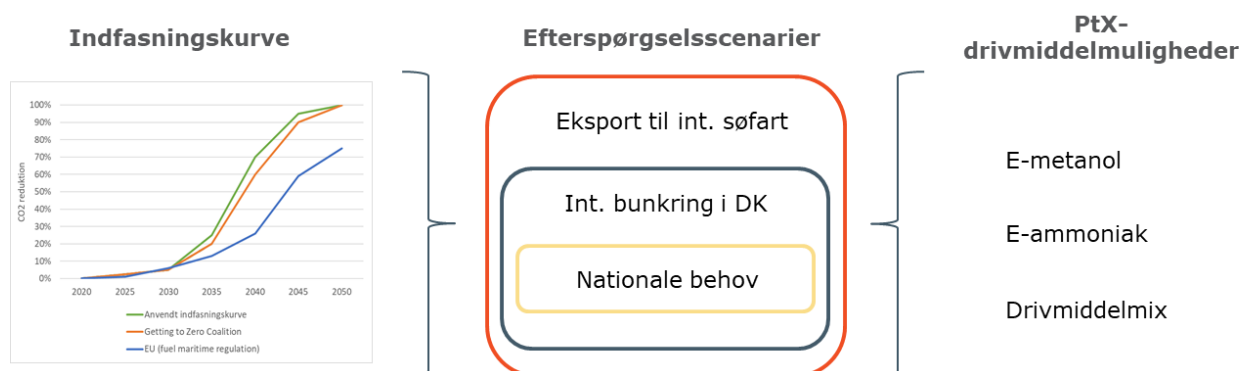 Indfasningskurve
100%
90%
80%
70%
60%
50%
40%
30%
20%
10%
0%
CO2 reduktion
2020 2025 2030 2035 2040 2045 2050
Anvendt indfasningskurve
Getting to Zero Coalition
EU (fuel maritime regulation)
Efterspørgselsscenarier
Eksport til int. søfart
Int. bunkring i DK
Nationale behov
PtX-
drivmiddelmuligheder
E-metanol
E-ammoniak
Drivmiddelmix